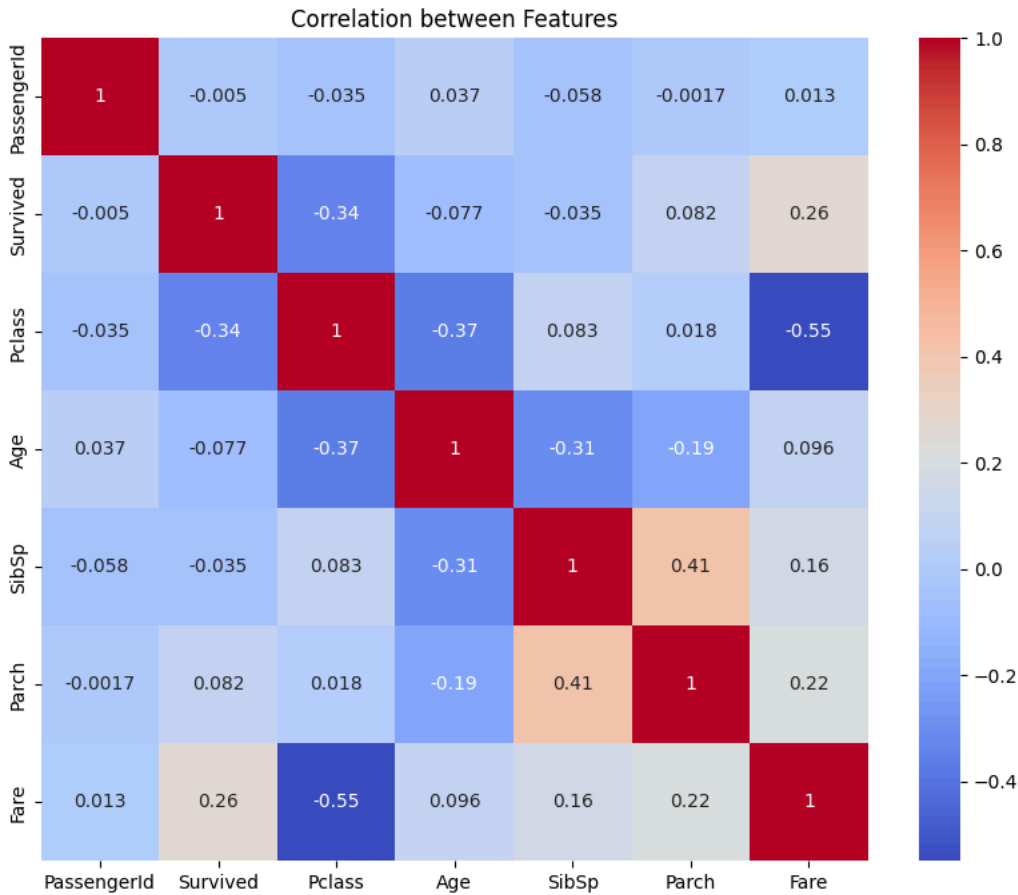 Correlation between Features
PassengerId 1 -0.005 -0.035 0.037 -0.058 -0.0017 0.013
Survived -0.005 1 -0.34 -0.077 -0.035 0.082 0.26
Pclass -0.035 -0.34 1 -0.37 0.083 0.018 -0.55
Age 0.037 -0.077 -0.37 1 -0.31 -0.19 0.096
SibSp -0.058 -0.035 0.083 -0.31 1 0.41 0.16
Parch -0.0017 0.082 0.018 -0.19 0.41 1 0.22
Fare 0.013 0.26 -0.55 0.096 0.16 0.22 1
PassengerId Survived Pclass Age SibSp Parch Fare
1.0
0.8
0.6
0.4
0.2
0.0
−0.2
−0.4